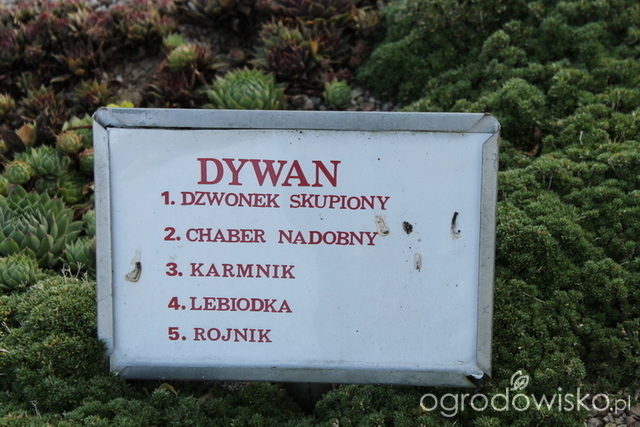 DYWAN
1. DZWONEK SKUPIONY
2. CHABER NADOBNY
3. KARMNIK
4. LEBIODKA
5. ROJNIK
ogrodowisko.pl